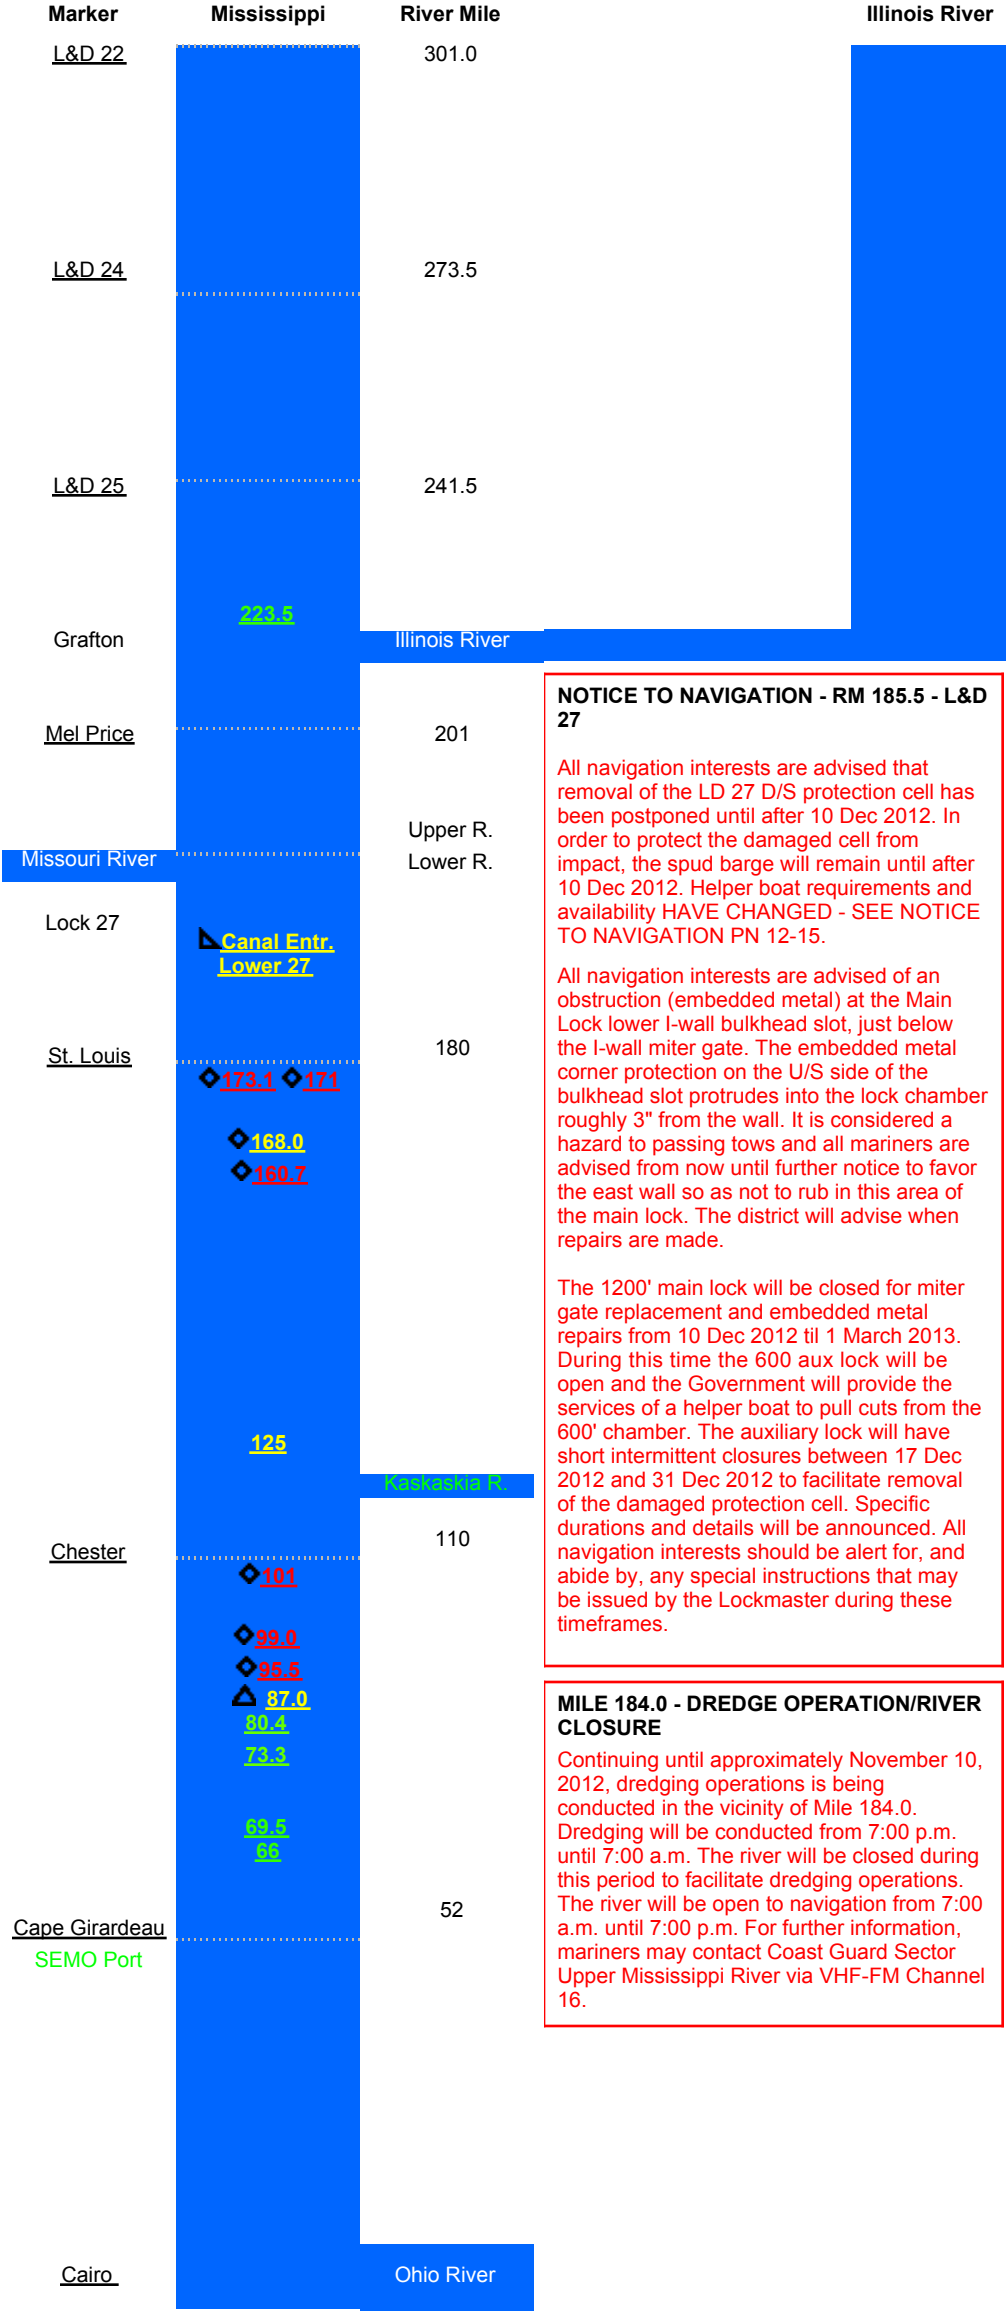 Marker Mississippi River Mile Illinois River
L&D 22 301.0
L&D 24 273.5
L&D 25 241.5
223.5
Grafton Illinois River
Mel Price 201
Upper R.
Missouri River Lower R.
Lock 27
Canal Entr.
Lower 27
St. Louis 180
173.1 171
168.0
160.7
125
Kaskaskia R.
Chester 110
101
99.0
95.5
87.0
80.4
73.3
69.5
66
52
Cape Girardeau
SEMO Port
Cairo Ohio River
NOTICE TO NAVIGATION - RM 185.5 - L&D
27
All navigation interests are advised that
removal of the LD 27 D/S protection cell has
been postponed until after 10 Dec 2012. In
order to protect the damaged cell from
impact, the spud barge will remain until after
10 Dec 2012. Helper boat requirements and
availability HAVE CHANGED - SEE NOTICE
TO NAVIGATION PN 12-15.
All navigation interests are advised of an
obstruction (embedded metal) at the Main
Lock lower I-wall bulkhead slot, just below
the I-wall miter gate. The embedded metal
corner protection on the U/S side of the
bulkhead slot protrudes into the lock chamber
roughly 3" from the wall. It is considered a
hazard to passing tows and all mariners are
advised from now until further notice to favor
the east wall so as not to rub in this area of
the main lock. The district will advise when
repairs are made.
The 1200' main lock will be closed for miter
gate replacement and embedded metal
repairs from 10 Dec 2012 til 1 March 2013.
During this time the 600 aux lock will be
open and the Government will provide the
services of a helper boat to pull cuts from the
600' chamber. The auxiliary lock will have
short intermittent closures between 17 Dec
2012 and 31 Dec 2012 to facilitate removal
of the damaged protection cell. Specific
durations and details will be announced. All
navigation interests should be alert for, and
abide by, any special instructions that may
be issued by the Lockmaster during these
timeframes.
MILE 184.0 - DREDGE OPERATION/RIVER
CLOSURE
Continuing until approximately November 10,
2012, dredging operations is being
conducted in the vicinity of Mile 184.0.
Dredging will be conducted from 7:00 p.m.
until 7:00 a.m. The river will be closed during
this period to facilitate dredging operations.
The river will be open to navigation from 7:00
a.m. until 7:00 p.m. For further information,
mariners may contact Coast Guard Sector
Upper Mississippi River via VHF-FM Channel
16.